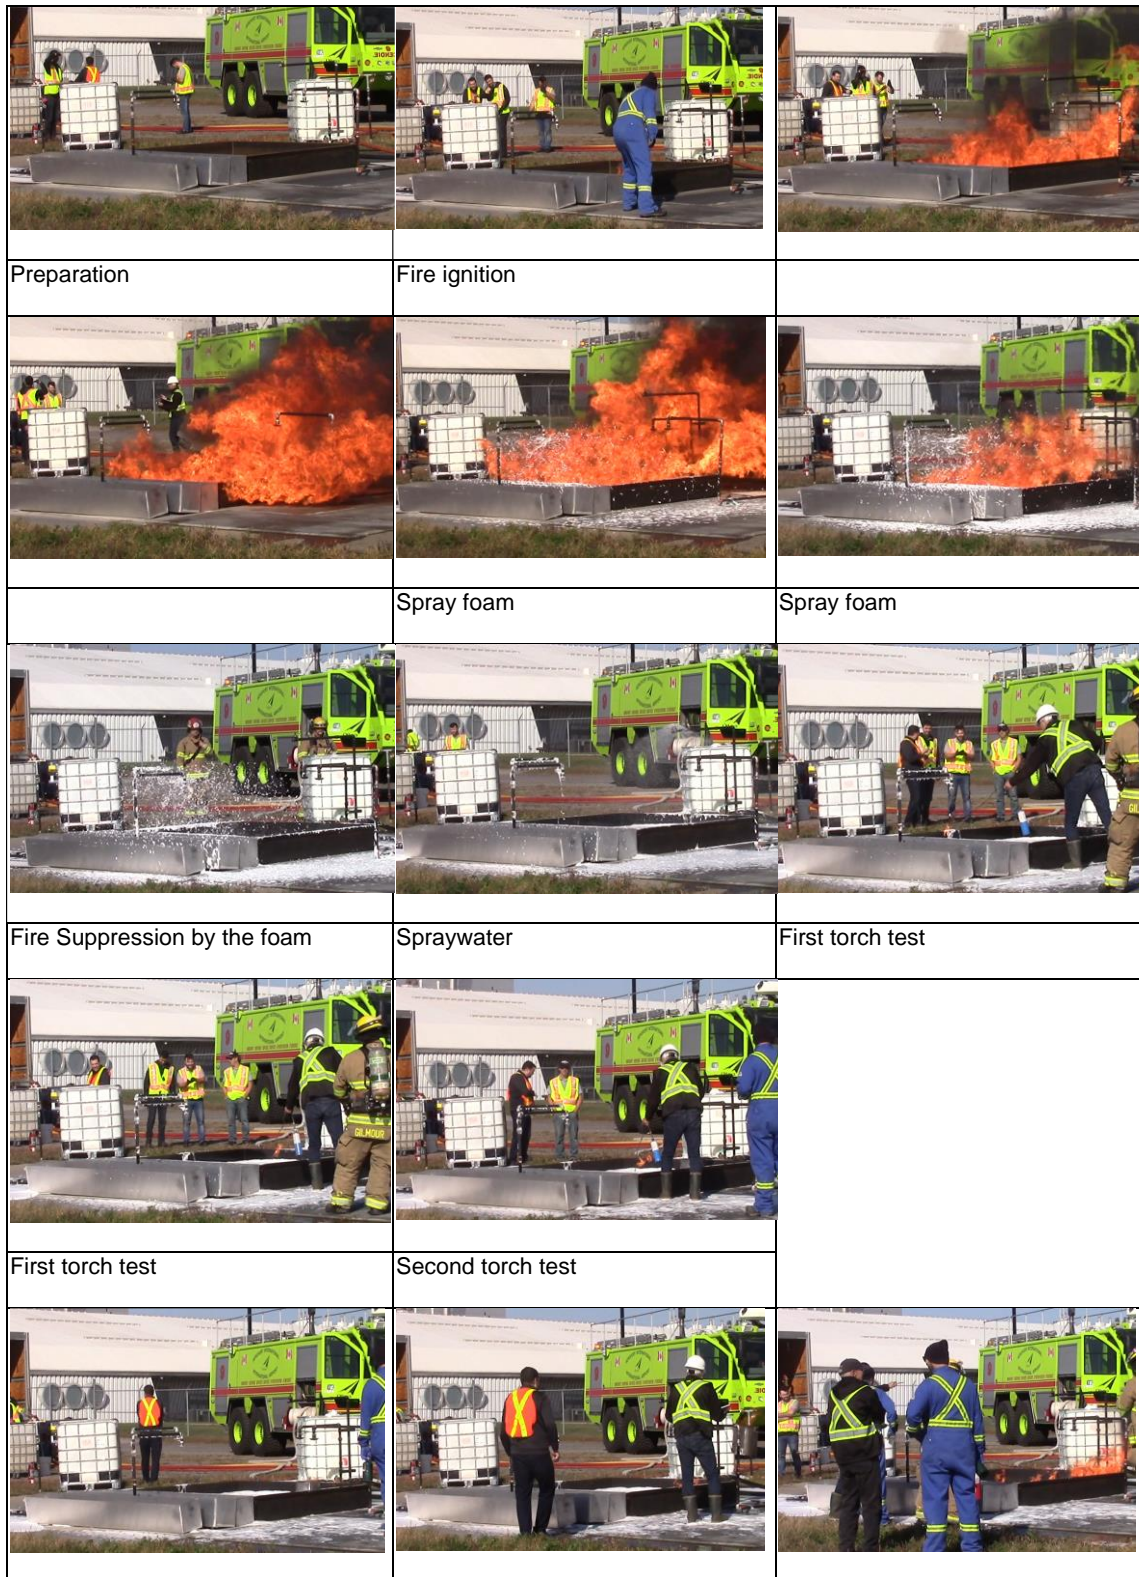 Preparation
Fire ignition
Spray foam
Spray foam
Fire Suppression by the foam
Spraywater
First torch test
GILMOUR
First torch test
Second torch test